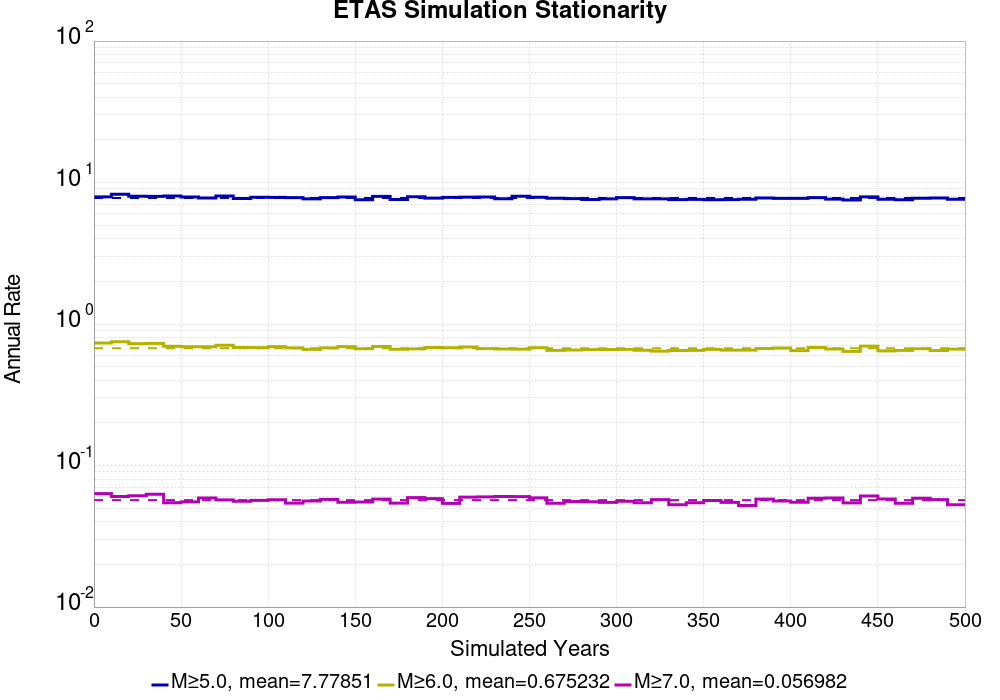 ETAS Simulation Stationarity
10^2
10^1
10^0
10^-1
10^-2
Annual Rate
0 50 100 150 200 250 300 350 400 450 500
Simulated Years
M≥5.0, mean=7.77851 M≥6.0, mean=0.675232 M≥7.0, mean=0.056982